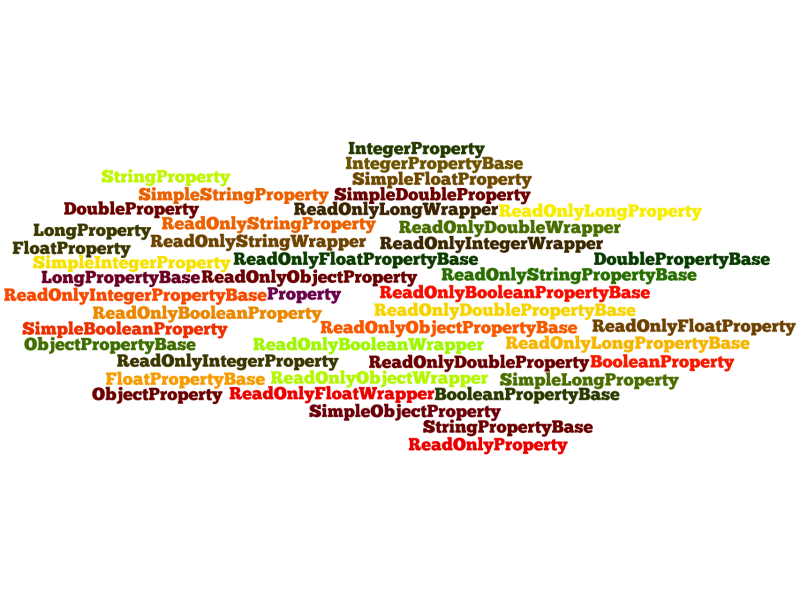 IntegerProperty
IntegerPropertyBase
StringProperty
SimpleFloatProperty
SimpleStringProperty
SimpleDoubleProperty
DoubleProperty
ReadOnlyLongWrapper
ReadOnlyLongProperty
ReadOnlyStringProperty
ReadOnlyDoubleWrapper
LongProperty
ReadOnlyStringWrapper
ReadOnlyIntegerWrapper
FloatProperty
ReadOnlyFloatPropertyBase
DoublePropertyBase
SimpleIntegerProperty
LongPropertyBase
ReadOnlyObjectProperty
ReadOnlyStringPropertyBase
ReadOnlyIntegerPropertyBase
Property
ReadOnlyBooleanPropertyBase
ReadOnlyBooleanProperty
ReadOnlyDoublePropertyBase
SimpleBooleanProperty
ReadOnlyObjectPropertyBase
ReadOnlyFloatProperty
ObjectPropertyBase
ReadOnlyBooleanWrapper
ReadOnlyLongPropertyBase
ReadOnlyIntegerProperty
ReadOnlyDoubleProperty
BooleanProperty
FloatPropertyBase
ReadOnlyObjectWrapper
SimpleLongProperty
ObjectProperty
ReadOnlyFloatWrapper
BooleanPropertyBase
SimpleObjectProperty
StringPropertyBase
ReadOnlyProperty